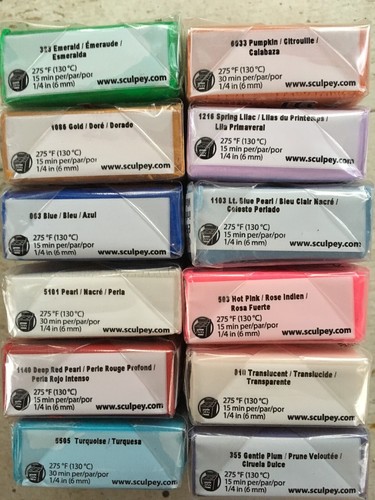 323 Emerald / Émeraude /
Esmeralda
275 °F (130 °C)
15 min per/par/por
1/4 in (6 mm)
www.sculpey.com
6033 Pumpkin / Citrouille /
Calabaza
275 °F (130 °C)
15 min per/par/por
1/4 in (6 mm)
www.sculpey.com
1086 Gold / Doré / Dorado
275 °F (130 °C)
15 min per/par/por
1/4 in (6 mm)
www.sculpey.com
1216 Spring Lilac / Lilas du Printemps /
Lila Primaveral
275 °F (130 °C)
15 min per/par/por
1/4 in (6 mm)
www.sculpey.com
063 Blue / Bleu / Azul
275 °F (130 °C)
15 min per/par/por
1/4 in (6 mm)
www.sculpey.com
1103 Lt. Blue Pearl / Bleu Clair Nacré /
Celeste Perlado
275 °F (130 °C)
15 min per/par/por
1/4 in (6 mm)
www.sculpey.com
5101 Pearl / Nacré / Perla
275 °F (130 °C)
30 min per/par/por
1/4 in (6 mm)
www.sculpey.com
503 Hot Pink / Rose Indien /
Rosa Fuerte
275 °F (130 °C)
15 min per/par/por
1/4 in (6 mm)
www.sculpey.com
1140 Deep Red Pearl / Perle Rouge Profond /
Perla Rojo Intenso
275 °F (130 °C)
15 min per/par/por
1/4 in (6 mm)
www.sculpey.com
Translucent / Translucide /
Transparente
275 °F (130 °C)
15 min per/par/por
1/4 in (6 mm)
www.sculpey.com
5505 Turquoise / Turquesa
275 °F (130 °C)
30 min per/par/por
1/4 in (6 mm)
www.sculpey.com
355 Gentle Plum / Prune Veloutée /
Ciruela Dulce
275 °F (130 °C)
15 min per/par/por
1/4 in (6 mm)
www.sculpey.com